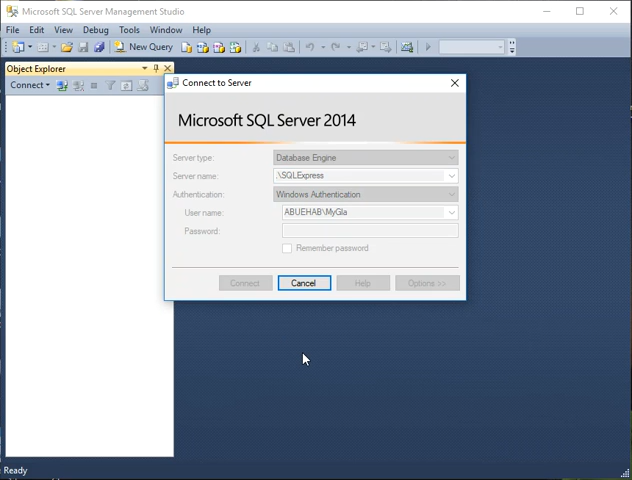 Microsoft SQL Server Management Studio
File Edit View Debug Tools Window Help
New Query
Object Explorer
Connect
Connect to Server
Microsoft SQL Server 2014
Server type: Database Engine
Server name: .\SQLExpress
Authentication: Windows Authentication
User name: ABUEHAB\MyGla
Password:
Remember password
Connect Cancel Help Options >>
Ready